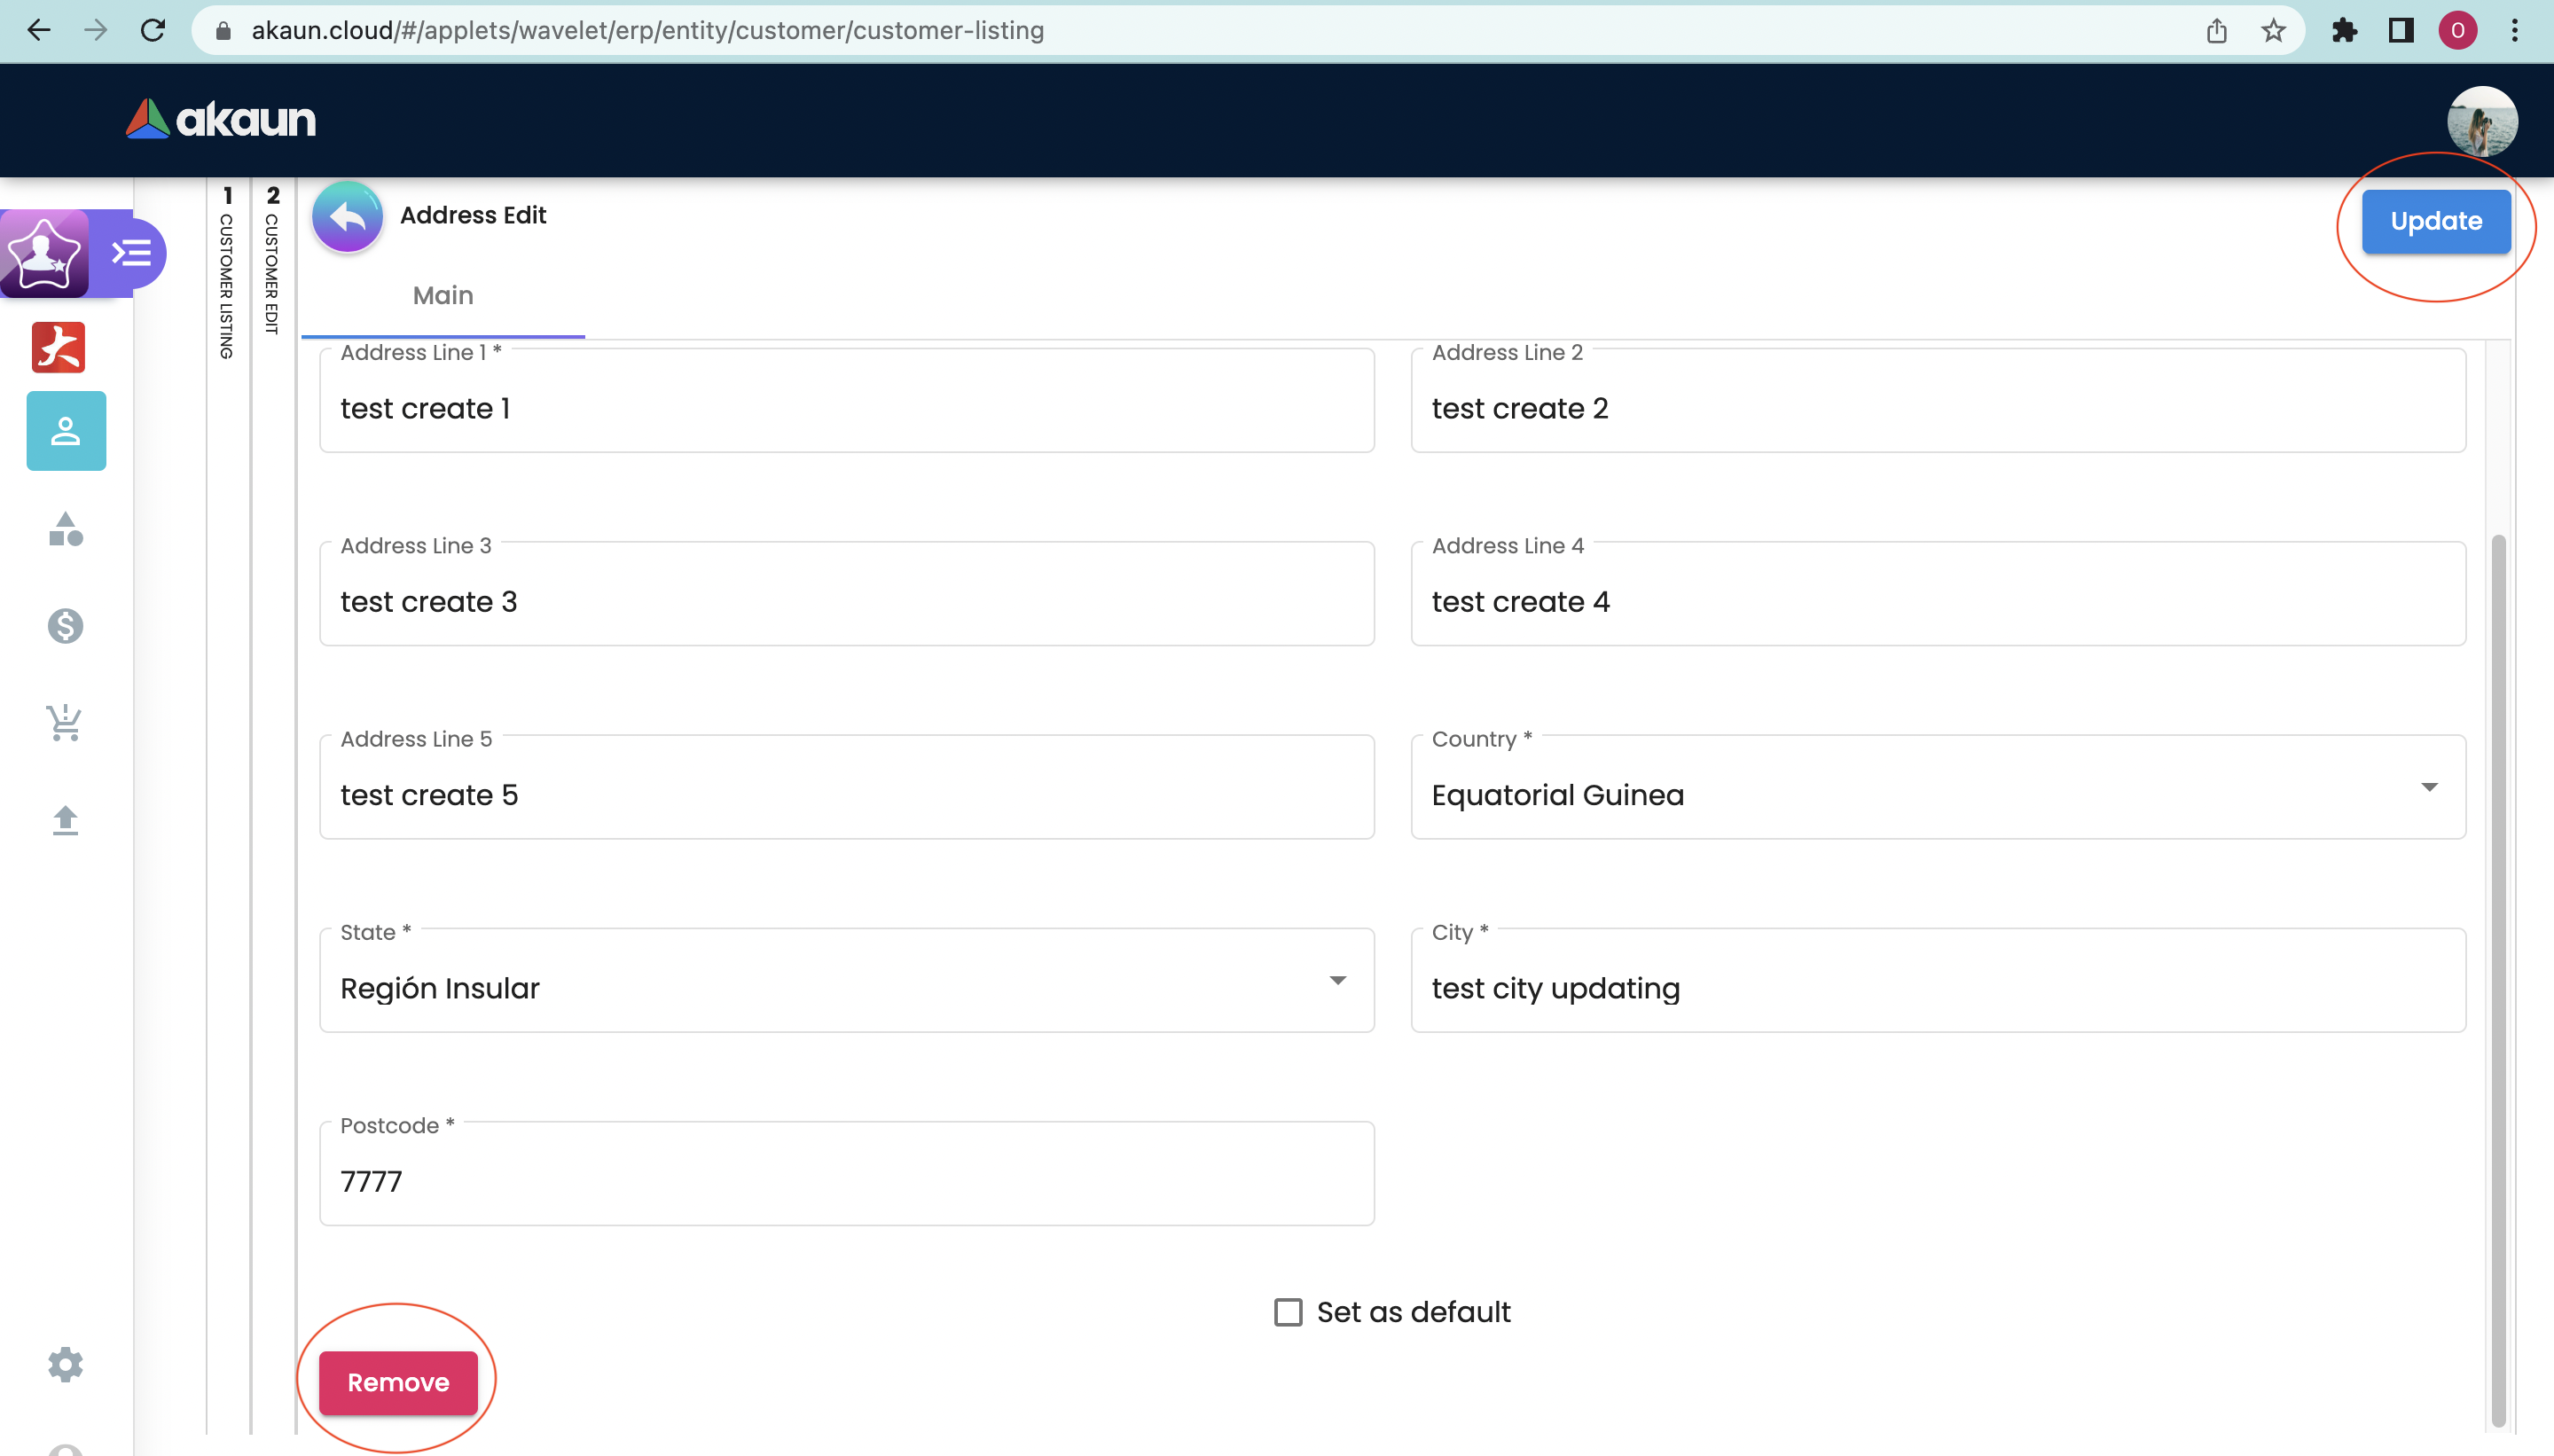 akaun.cloud/#/applets/wavelet/erp/entity/customer/customer-listing
O
akaun
1 CUSTOMER LISTING
2 CUSTOMER EDIT
Address Edit
Update
Main
Address Line 1 *
test create 1
Address Line 2
test create 2
Address Line 3
test create 3
Address Line 4
test create 4
Address Line 5
test create 5
Country *
Equatorial Guinea
State *
Región Insular
City *
test city updating
Postcode *
7777
Set as default
Remove